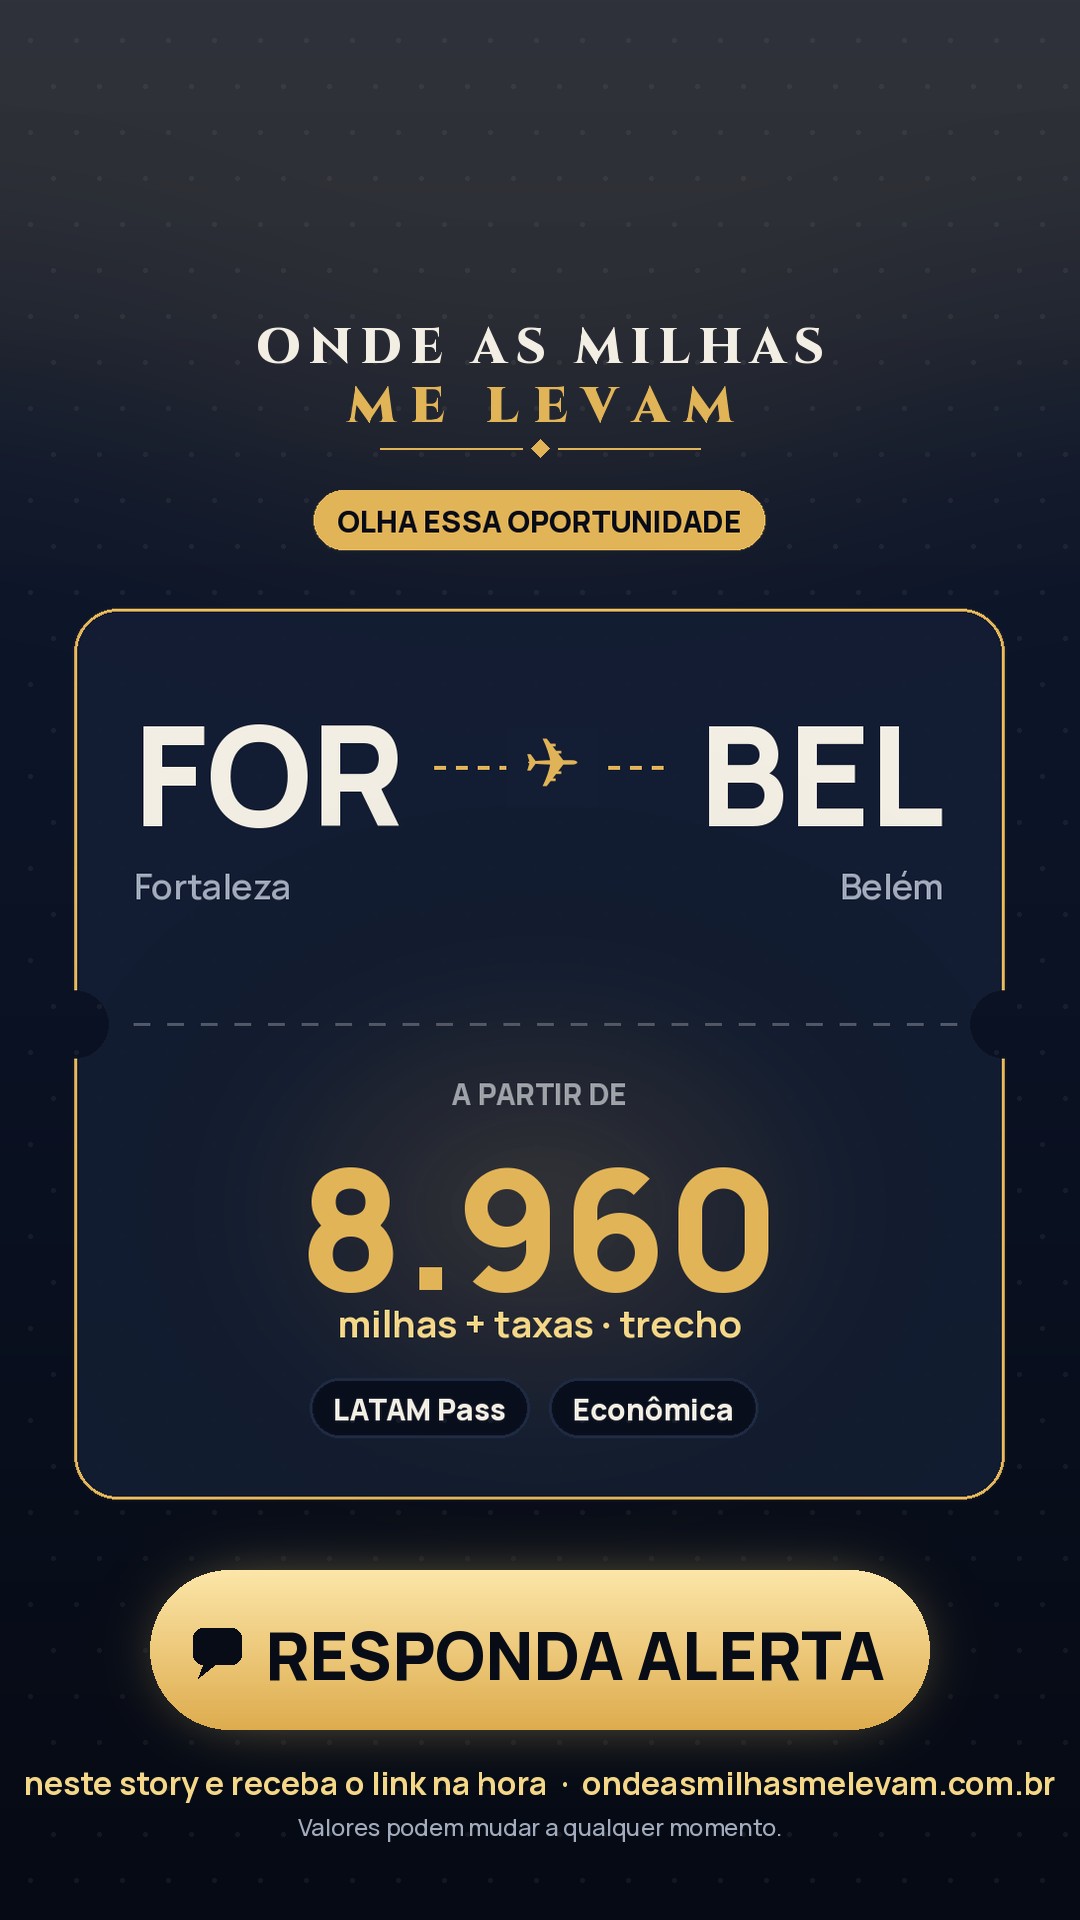 ONDE AS MILHAS
ME LEVAM
OLHA ESSA OPORTUNIDADE
FOR BEL
Fortaleza Belém
A PARTIR DE
8.960
milhas + taxas · trecho
LATAM Pass Econômica
RESPONDA ALERTA
neste story e receba o link na hora · ondeasmilhasmelevam.com.br
Valores podem mudar a qualquer momento.